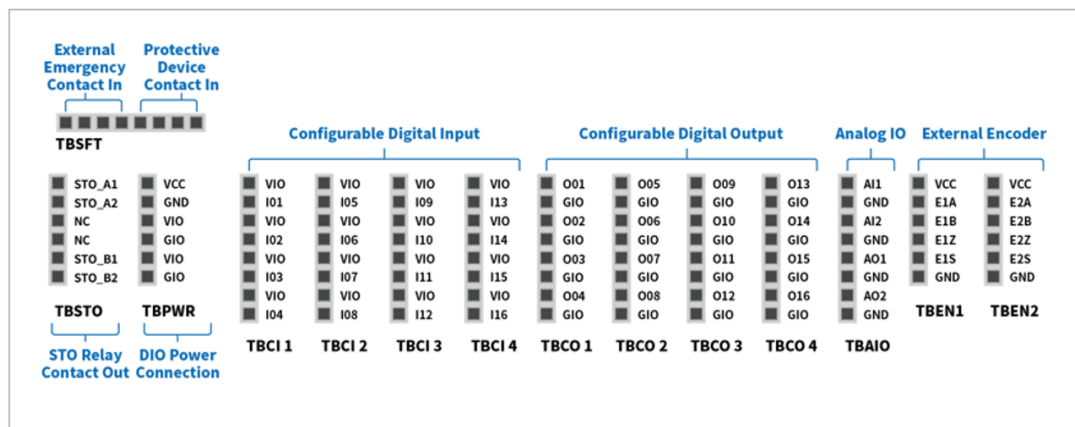 External
Emergency
Contact In
Protective
Device
Contact In
TBSFT
Configurable Digital Input
Configurable Digital Output
Analog IO
External Encoder
STO_A1
STO_A2
NC
NC
STO_B1
STO_B2
TBSTO
STO Relay
Contact Out
VCC
GND
VIO
GIO
VIO
GIO
TBPWR
DIO Power
Connection
VIO
I01
VIO
I02
VIO
I03
VIO
I04
TBCI 1
VIO
I05
VIO
I06
VIO
I07
VIO
I08
TBCI 2
VIO
I09
VIO
I10
VIO
I11
VIO
I12
TBCI 3
VIO
I13
VIO
I14
VIO
I15
VIO
I16
TBCI 4
O01
GIO
O02
GIO
O03
GIO
O04
GIO
TBCO 1
O05
GIO
O06
GIO
O07
GIO
O08
GIO
TBCO 2
O09
GIO
O10
GIO
O11
GIO
O12
GIO
TBCO 3
O13
GIO
O14
GIO
O15
GIO
O16
GIO
TBCO 4
AI1
GND
AI2
GND
AO1
GND
AO2
GND
TBAIO
VCC
E1A
E1B
E1Z
E1S
GND
TBEN1
VCC
E2A
E2B
E2Z
E2S
GND
TBEN2